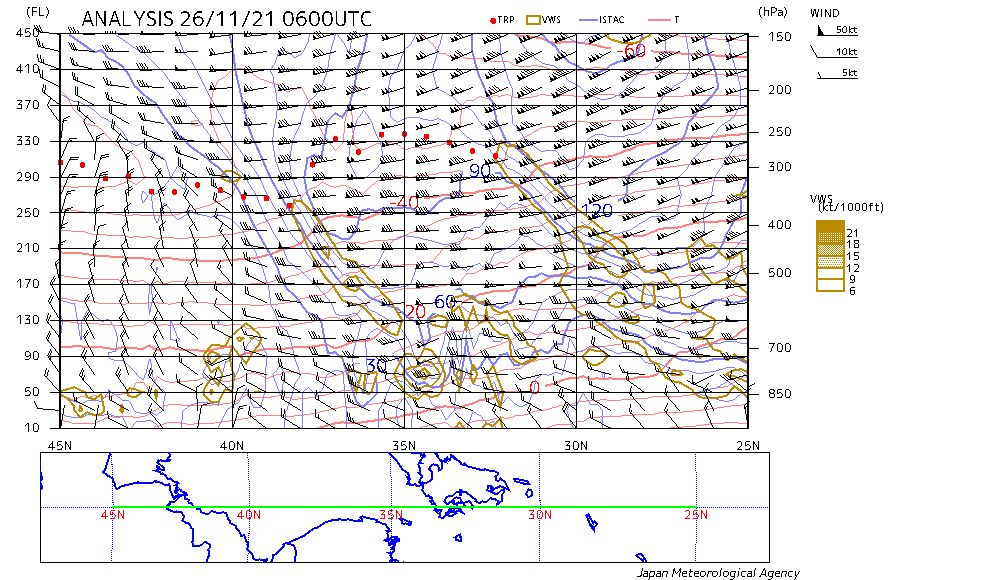 (FL)
ANALYSIS 26/11/21 0600UTC
TRP
VWS
ISTAC
T
(hPa)
WIND
50kt
10kt
5kt
450
410
370
330
290
250
210
170
130
90
50
10
150
200
250
300
400
500
700
850
-60
90
-40
120
60
20
30
0
VWS
(kt/1000ft)
21
18
15
12
9
6
45N 40N 35N 30N 25N
45N 40N 35N 30N 25N
Japan Meteorological Agency